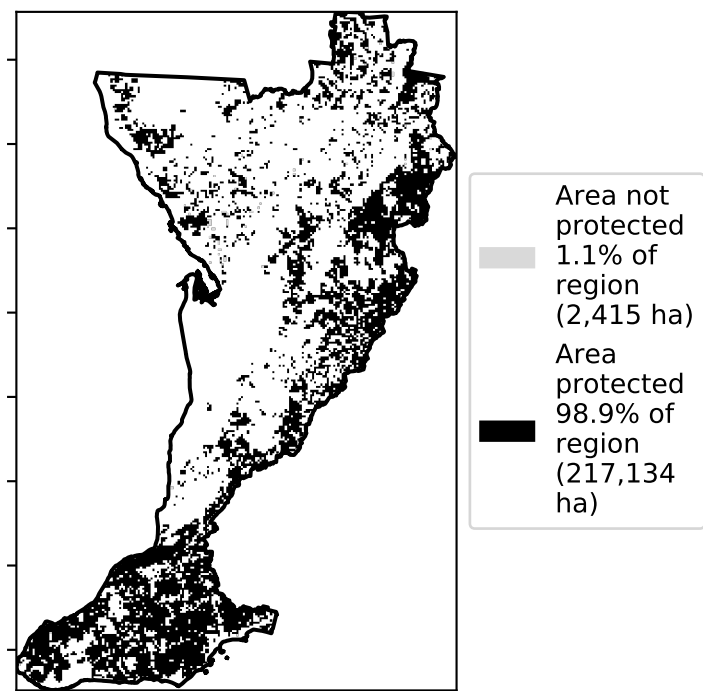 Area not
protected
1.1% of
region
(2,415 ha)
Area
protected
98.9% of
region
(217,134
ha)